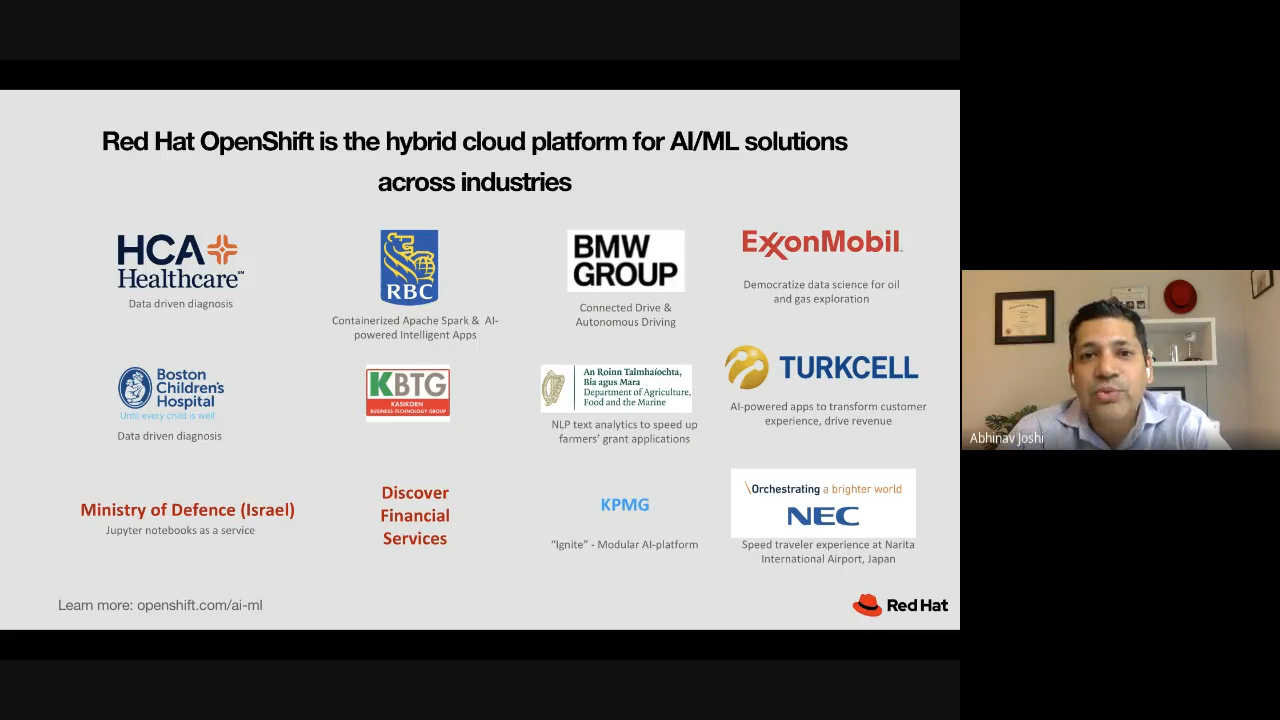 Red Hat OpenShift is the hybrid cloud platform for AI/ML solutions
across industries
HCA
Healthcare℠
Data driven diagnosis
RBC
Containerized Apache Spark & AI-
powered Intelligent Apps
BMW
GROUP
Connected Drive &
Autonomous Driving
ExxonMobil
Democratize data science for oil
and gas exploration
Boston
Children's
Hospital
Until every child is well
Data driven diagnosis
KBTG
KASIKORN
BUSINESS-TECHNOLOGY GROUP
An Roinn Talmhaíochta,
Bia agus Mara
Department of Agriculture,
Food and the Marine
NLP text analytics to speed up
farmers' grant applications
TURKCELL
AI-powered apps to transform customer
experience, drive revenue
Ministry of Defence (Israel)
Jupyter notebooks as a service
Discover
Financial
Services
KPMG
“Ignite” - Modular AI-platform
\Orchestrating a brighter world
NEC
Speed traveler experience at Narita
International Airport, Japan
Learn more: openshift.com/ai-ml
Red Hat
Abhinav Joshi